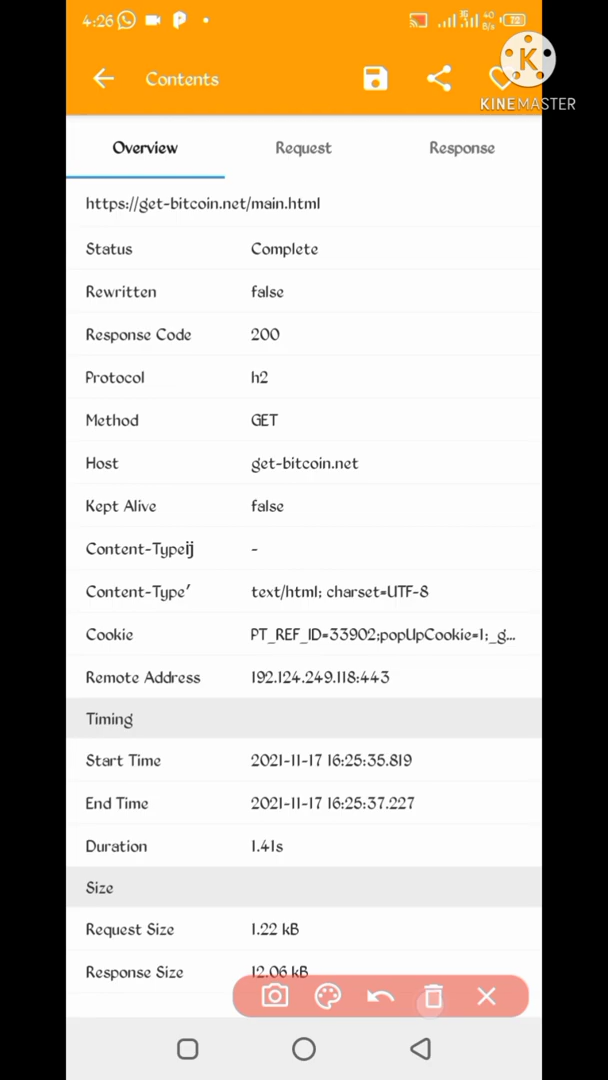 4:26
4G
B/s
72
Contents
K
KINEMASTER
Overview Request Response
https://get-bitcoin.net/main.html
Status Complete
Rewritten false
Response Code 200
Protocol h2
Method GET
Host get-bitcoin.net
Kept Alive false
Content-Typeij -
Content-Type′ text/html; charset=UTF-8
Cookie PT_REF_ID=33902;popUpCookie=1;_g...
Remote Address 192.124.249.118:443
Timing
Start Time 2021-11-17 16:25:35.819
End Time 2021-11-17 16:25:37.227
Duration 1.41s
Size
Request Size 1.22 kB
Response Size 12.06 kB